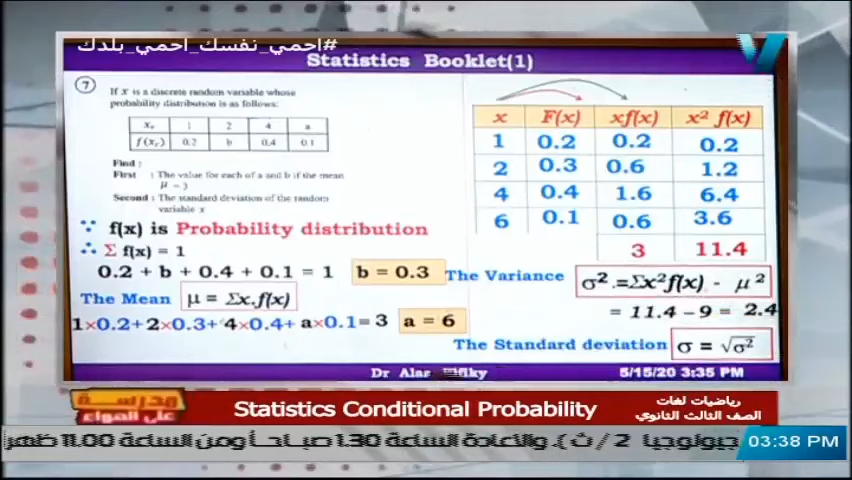 #احمي_نفسك_احمي_بلدك
Statistics Booklet(1)
7
If x is a discrete random variable whose
probability distribution is as follows:
xᵣ 1 2 4 a
f(xᵣ) 0.2 b 0.4 0.1
Find :
First : The value for each of a and b if the mean
μ = 3
Second : The standard deviation of the random
variable x
∵ f(x) is Probability distribution
∴ Σ f(x) = 1
0.2 + b + 0.4 + 0.1 = 1 b = 0.3
The Mean μ = Σx.f(x)
1×0.2+2×0.3+4×0.4+a×0.1=3 a = 6
x F(x) xf(x) x² f(x)
1 0.2 0.2 0.2
2 0.3 0.6 1.2
4 0.4 1.6 6.4
6 0.1 0.6 3.6
3 11.4
The Variance σ² =Σx²f(x) - μ²
= 11.4 – 9 = 2.4
The Standard deviation σ = √σ²
Dr Alaa Elfiky 5/15/20 3:35 PM
مدرسة
على الهواء
Statistics Conditional Probability
رياضيات لغات
الصف الثالث الثانوي
جيولوجيا 2 / ث ). والإعادة الساعة 1.30 صباحاً ومن الساعة 11.00 ظهر
03:38 PM